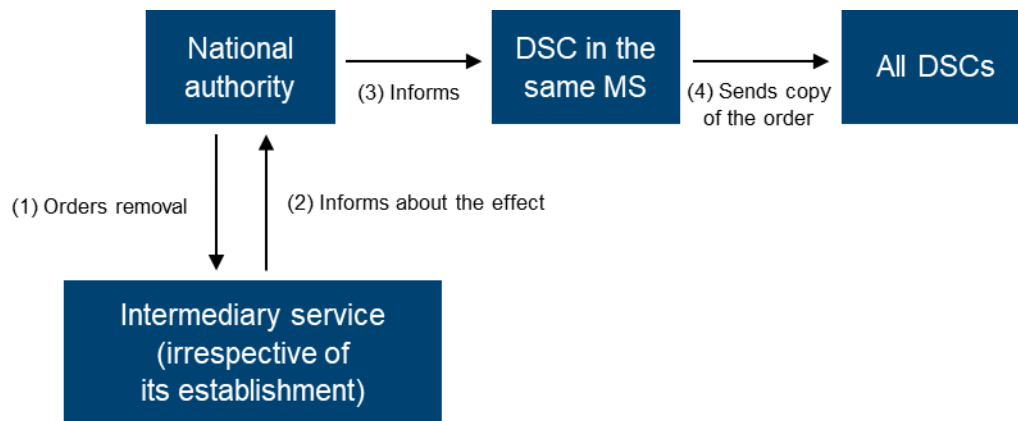 National
authority
(3) Informs
DSC in the
same MS
(4) Sends copy
of the order
All DSCs
(1) Orders removal
(2) Informs about the effect
Intermediary service
(irrespective of
its establishment)